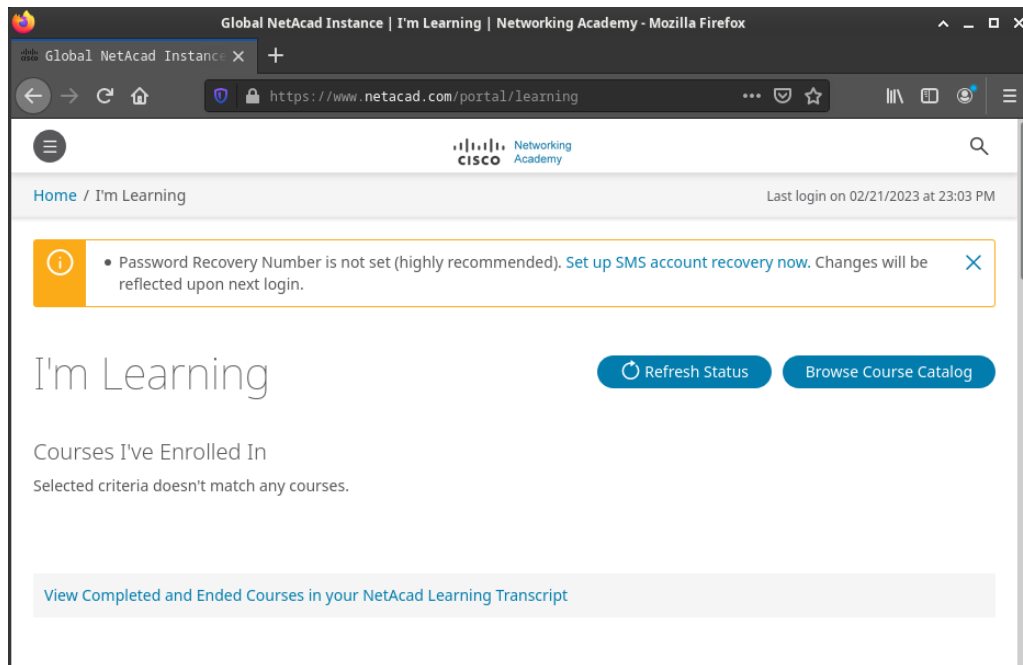 Global NetAcad Instance | I'm Learning | Networking Academy - Mozilla Firefox
Global NetAcad Instance
https://www.netacad.com/portal/learning
CISCO Networking Academy
Home / I'm Learning
Last login on 02/21/2023 at 23:03 PM
• Password Recovery Number is not set (highly recommended). Set up SMS account recovery now. Changes will be
reflected upon next login.
I'm Learning
Refresh Status
Browse Course Catalog
Courses I've Enrolled In
Selected criteria doesn't match any courses.
View Completed and Ended Courses in your NetAcad Learning Transcript